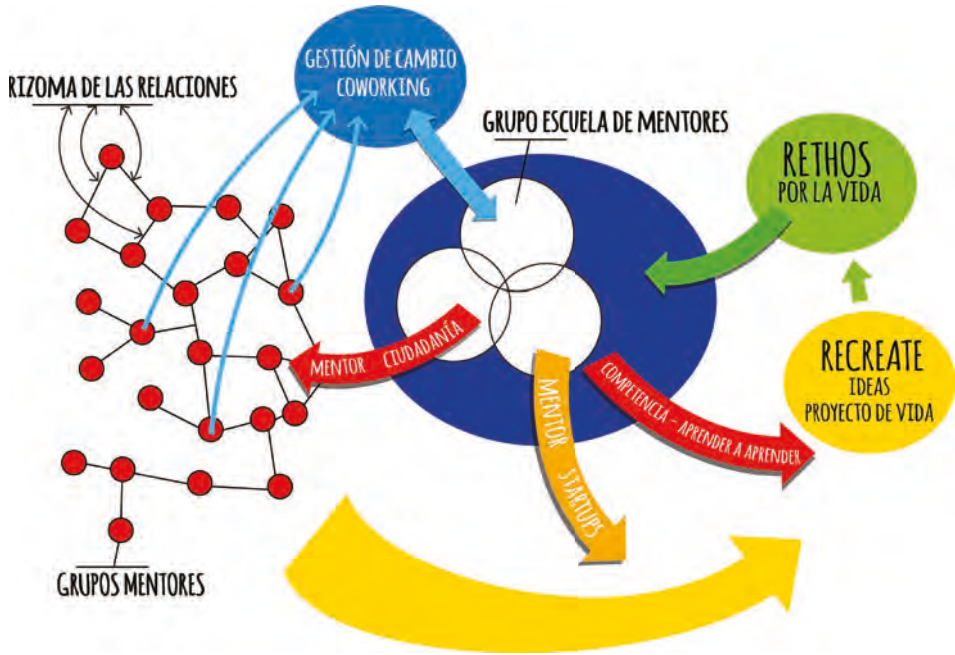 RIZOMA DE LAS RELACIONES
GESTIÓN DE CAMBIO
COWORKING
GRUPO ESCUELA DE MENTORES
RETHOS
POR LA VIDA
MENTOR CIUDADANÍA
RECREATE
IDEAS
PROYECTO DE VIDA
COMPETENCIA - APRENDER A APRENDER
MENTOR STARTUPS
GRUPOS MENTORES